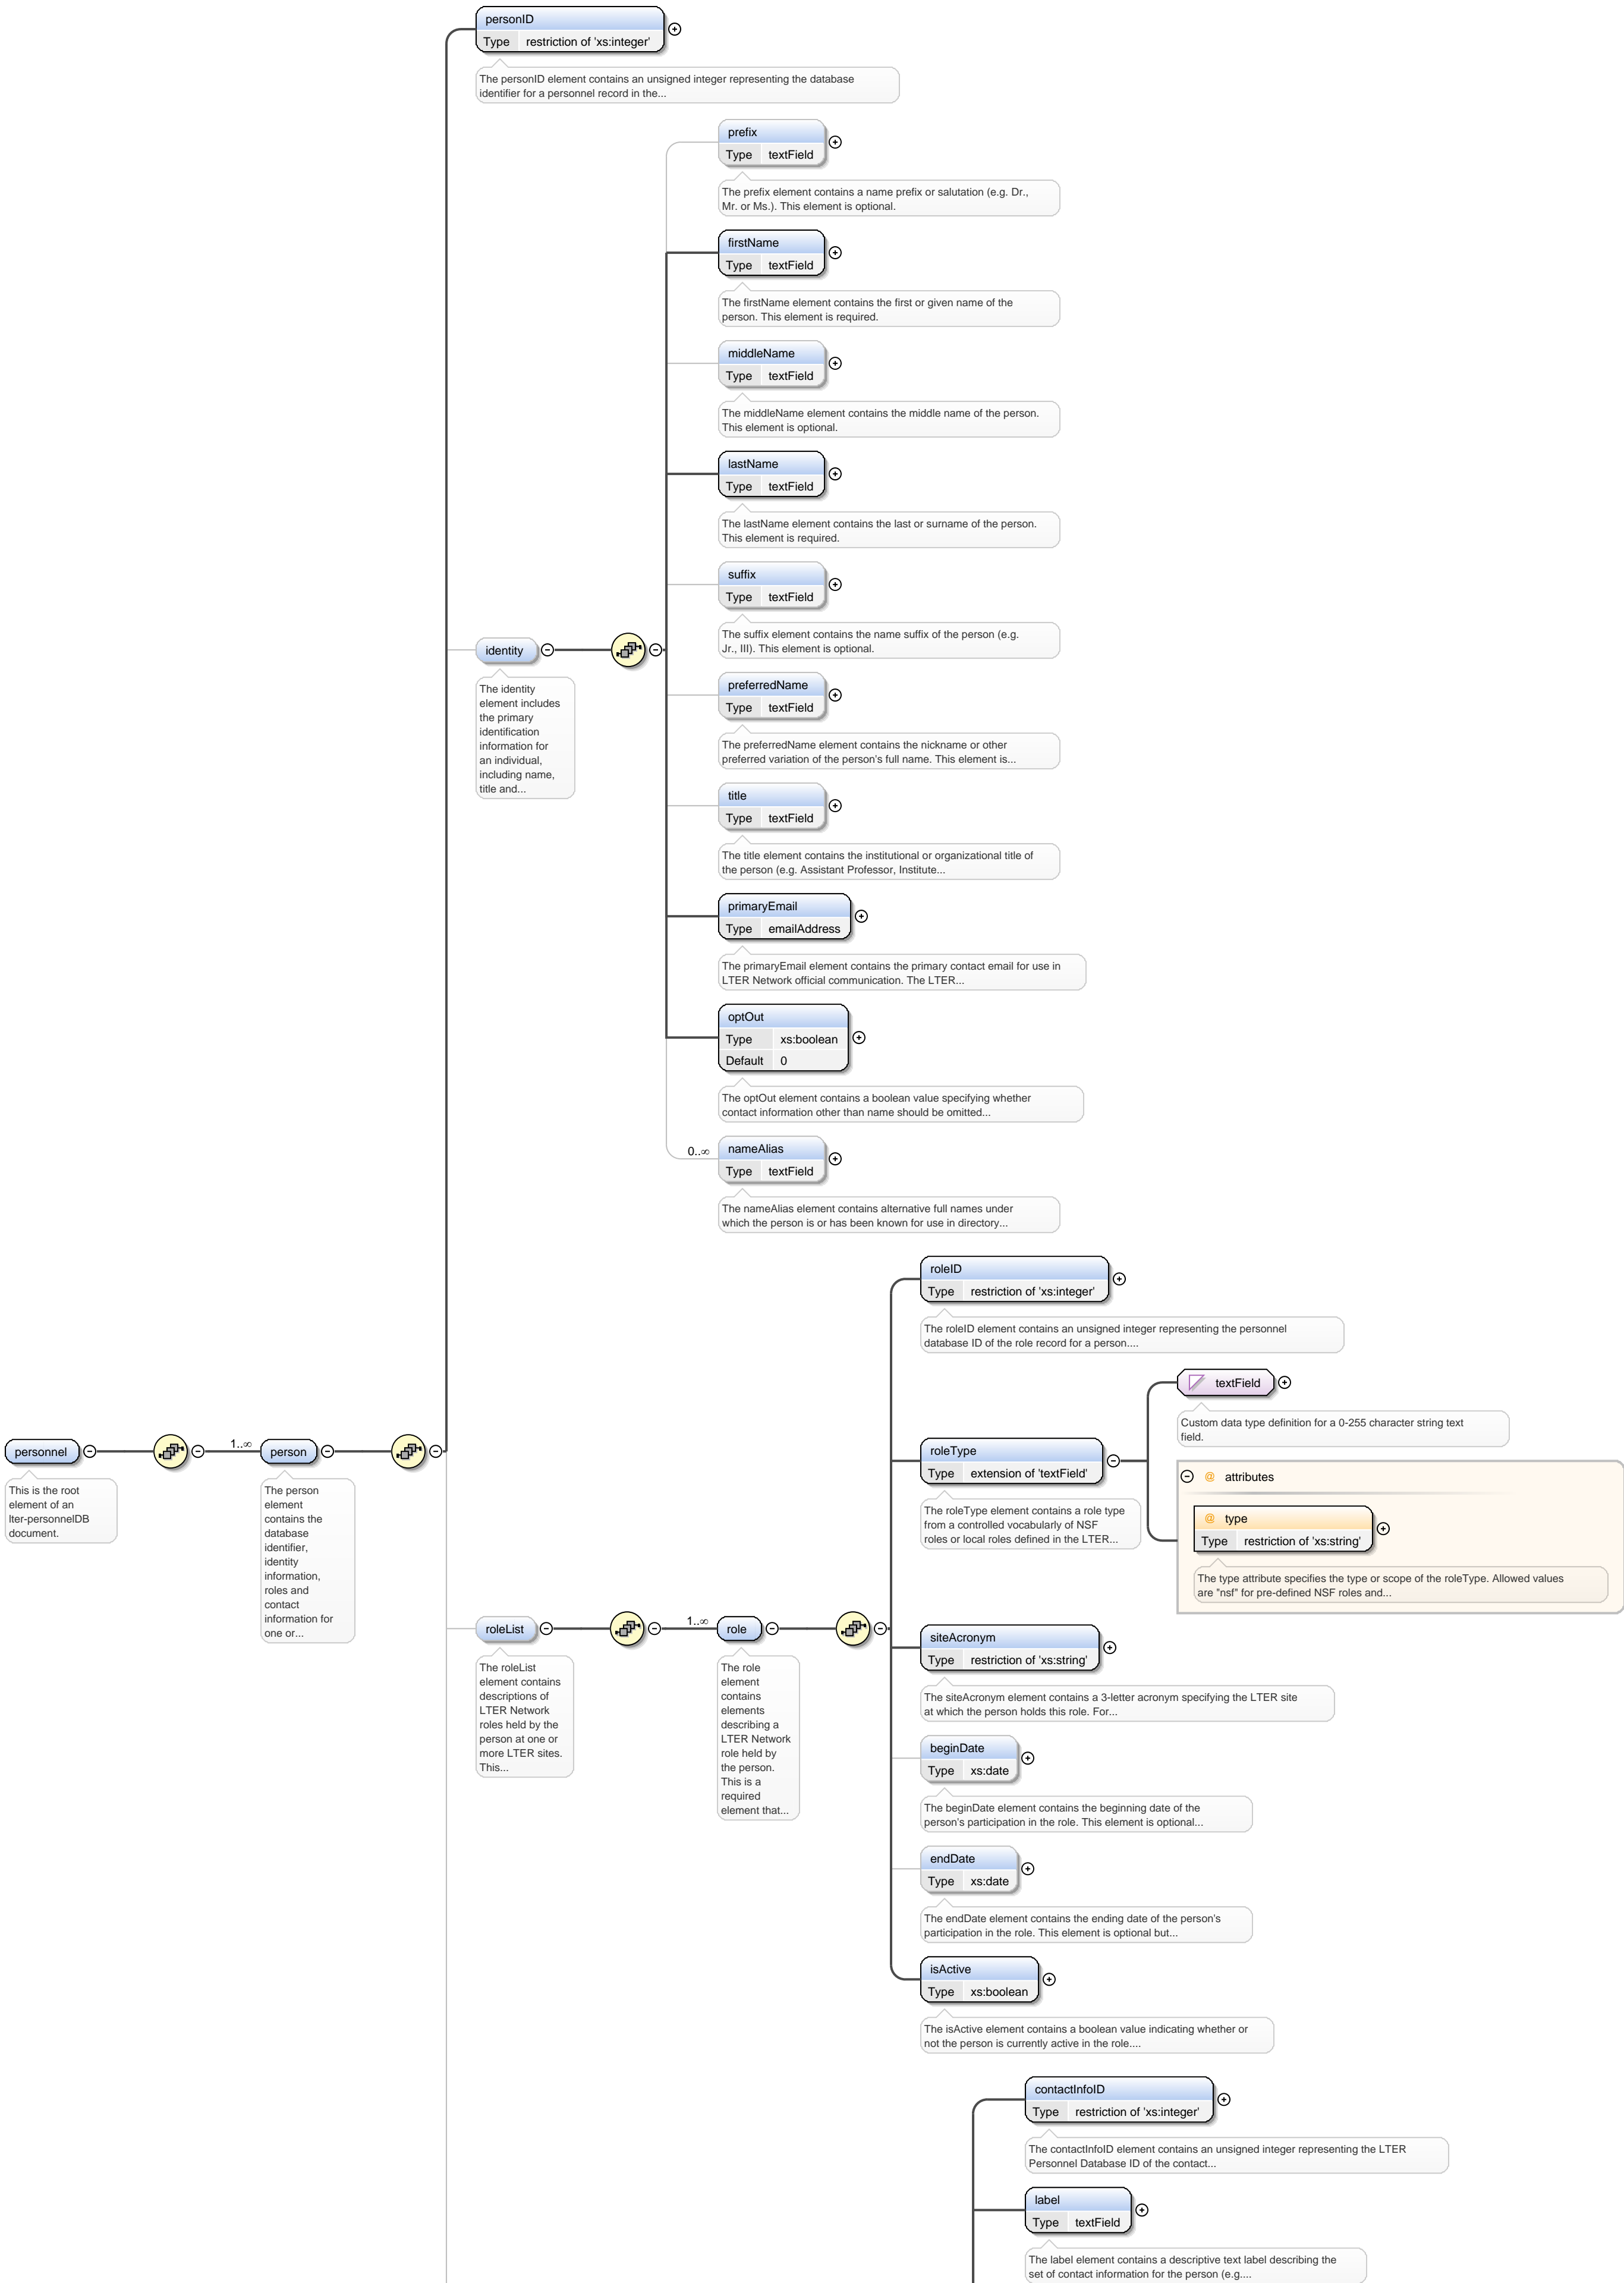 personID
Type restriction of 'xs:integer'
The personID element contains an unsigned integer representing the database
identifier for a personnel record in the...
prefix
Type textField
The prefix element contains a name prefix or salutation (e.g. Dr.,
Mr. or Ms.). This element is optional.
firstName
Type textField
The firstName element contains the first or given name of the
person. This element is required.
middleName
Type textField
The middleName element contains the middle name of the person.
This element is optional.
lastName
Type textField
The lastName element contains the last or surname of the person.
This element is required.
suffix
Type textField
The suffix element contains the name suffix of the person (e.g.
Jr., III). This element is optional.
identity
The identity
element includes
the primary
identification
information for
an individual,
including name,
title and...
preferredName
Type textField
The preferredName element contains the nickname or other
preferred variation of the person's full name. This element is...
title
Type textField
The title element contains the institutional or organizational title of
the person (e.g. Assistant Professor, Institute...
primaryEmail
Type emailAddress
The primaryEmail element contains the primary contact email for use in
LTER Network official communication. The LTER...
optOut
Type xs:boolean
Default 0
The optOut element contains a boolean value specifying whether
contact information other than name should be omitted...
0..∞
nameAlias
Type textField
The nameAlias element contains alternative full names under
which the person is or has been known for use in directory...
roleID
Type restriction of 'xs:integer'
The roleID element contains an unsigned integer representing the personnel
database ID of the role record for a person....
textField
Custom data type definition for a 0-255 character string text
field.
personnel
This is the root
element of an
lter-personnelDB
document.
1..∞
person
The person
element
contains the
database
identifier,
identity
information,
roles and
contact
information for
one or...
roleType
Type extension of 'textField'
The roleType element contains a role type
from a controlled vocabularly of NSF
roles or local roles defined in the LTER...
@ attributes
@ type
Type restriction of 'xs:string'
The type attribute specifies the type or scope of the roleType. Allowed values
are "nsf" for pre-defined NSF roles and...
roleList
The roleList
element contains
descriptions of
LTER Network
roles held by the
person at one or
more LTER sites.
This...
1..∞
role
The role
element
contains
elements
describing a
LTER Network
role held by
the person.
This is a
required
element that...
siteAcronym
Type restriction of 'xs:string'
The siteAcronym element contains a 3-letter acronym specifying the LTER site
at which the person holds this role. For...
beginDate
Type xs:date
The beginDate element contains the beginning date of the
person's participation in the role. This element is optional...
endDate
Type xs:date
The endDate element contains the ending date of the person's
participation in the role. This element is optional but...
isActive
Type xs:boolean
The isActive element contains a boolean value indicating whether or
not the person is currently active in the role....
contactInfoID
Type restriction of 'xs:integer'
The contactInfoID element contains an unsigned integer representing the LTER
Personnel Database ID of the contact...
label
Type textField
The label element contains a descriptive text label describing the
set of contact information for the person (e.g....